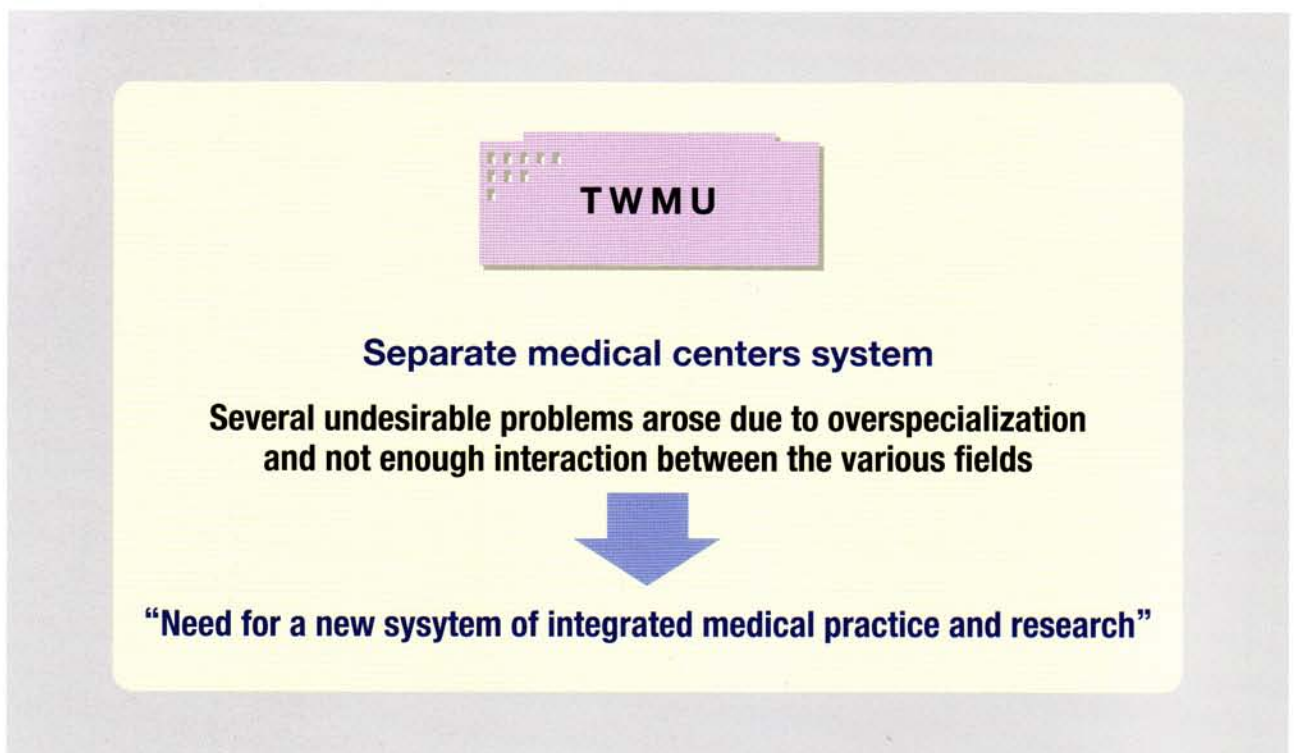 TWMU
Separate medical centers system
Several undesirable problems arose due to overspecialization
and not enough interaction between the various fields
“Need for a new sysytem of integrated medical practice and research”